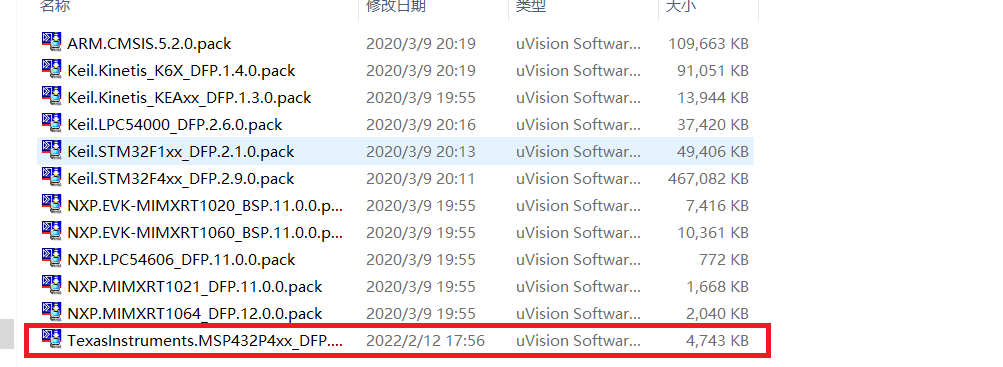 名称 修改日期 类型 大小
ARM.CMSIS.5.2.0.pack 2020/3/9 20:19 uVision Softwar... 109,663 KB
Keil.Kinetis_K6X_DFP.1.4.0.pack 2020/3/9 20:19 uVision Softwar... 91,051 KB
Keil.Kinetis_KEAxx_DFP.1.3.0.pack 2020/3/9 19:55 uVision Softwar... 13,944 KB
Keil.LPC54000_DFP.2.6.0.pack 2020/3/9 20:16 uVision Softwar... 37,420 KB
Keil.STM32F1xx_DFP.2.1.0.pack 2020/3/9 20:13 uVision Softwar... 49,406 KB
Keil.STM32F4xx_DFP.2.9.0.pack 2020/3/9 20:11 uVision Softwar... 467,082 KB
NXP.EVK-MIMXRT1020_BSP.11.0.0.p... 2020/3/9 19:55 uVision Softwar... 7,416 KB
NXP.EVK-MIMXRT1060_BSP.11.0.0.p... 2020/3/9 19:55 uVision Softwar... 10,361 KB
NXP.LPC54606_DFP.11.0.0.pack 2020/3/9 19:55 uVision Softwar... 772 KB
NXP.MIMXRT1021_DFP.11.0.0.pack 2020/3/9 19:55 uVision Softwar... 1,668 KB
NXP.MIMXRT1064_DFP.12.0.0.pack 2020/3/9 19:55 uVision Softwar... 2,040 KB
TexasInstruments.MSP432P4xx_DFP.... 2022/2/12 17:56 uVision Softwar... 4,743 KB